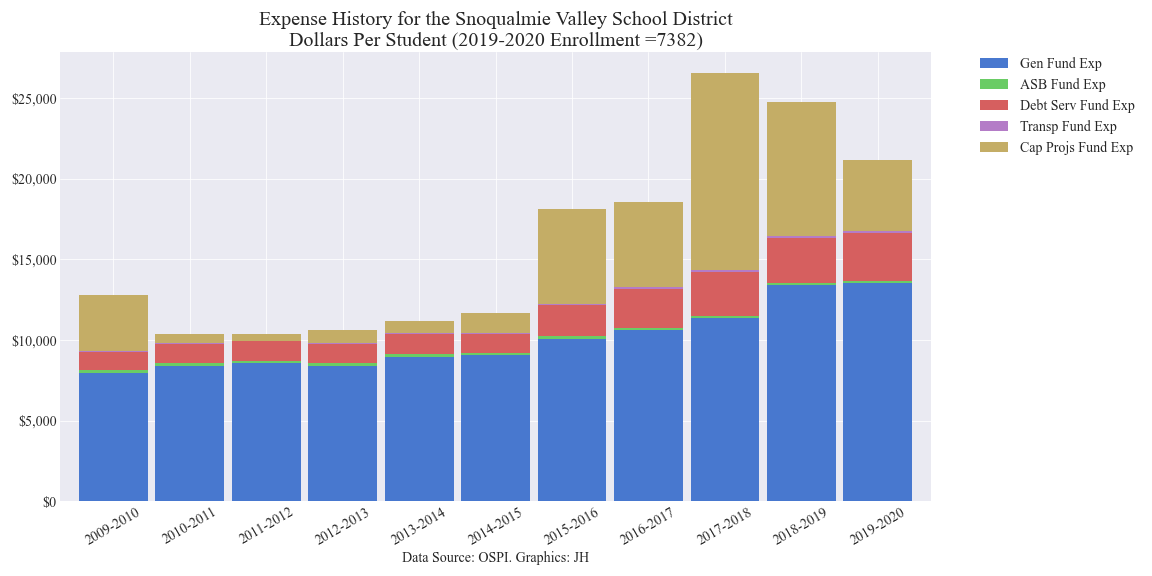 Expense History for the Snoqualmie Valley School District
Dollars Per Student (2019-2020 Enrollment =7382)
Gen Fund Exp
ASB Fund Exp
Debt Serv Fund Exp
Transp Fund Exp
Cap Projs Fund Exp
$25,000
$20,000
$15,000
$10,000
$5,000
$0
2009-2010
2010-2011
2011-2012
2012-2013
2013-2014
2014-2015
2015-2016
2016-2017
2017-2018
2018-2019
2019-2020
Data Source: OSPI. Graphics: JH